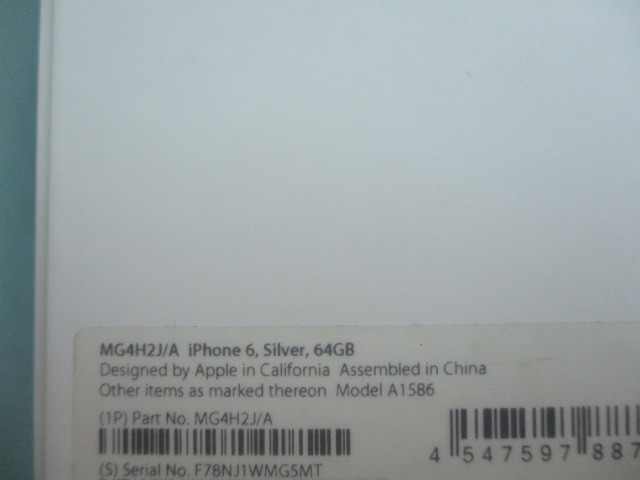 MG4H2J/A iPhone 6, Silver, 64GB
Designed by Apple in California Assembled in China
Other items as marked thereon Model A1586
(1P) Part No. MG4H2J/A
4 547597 887
(S) Serial No. F78NJ1WMG5MT